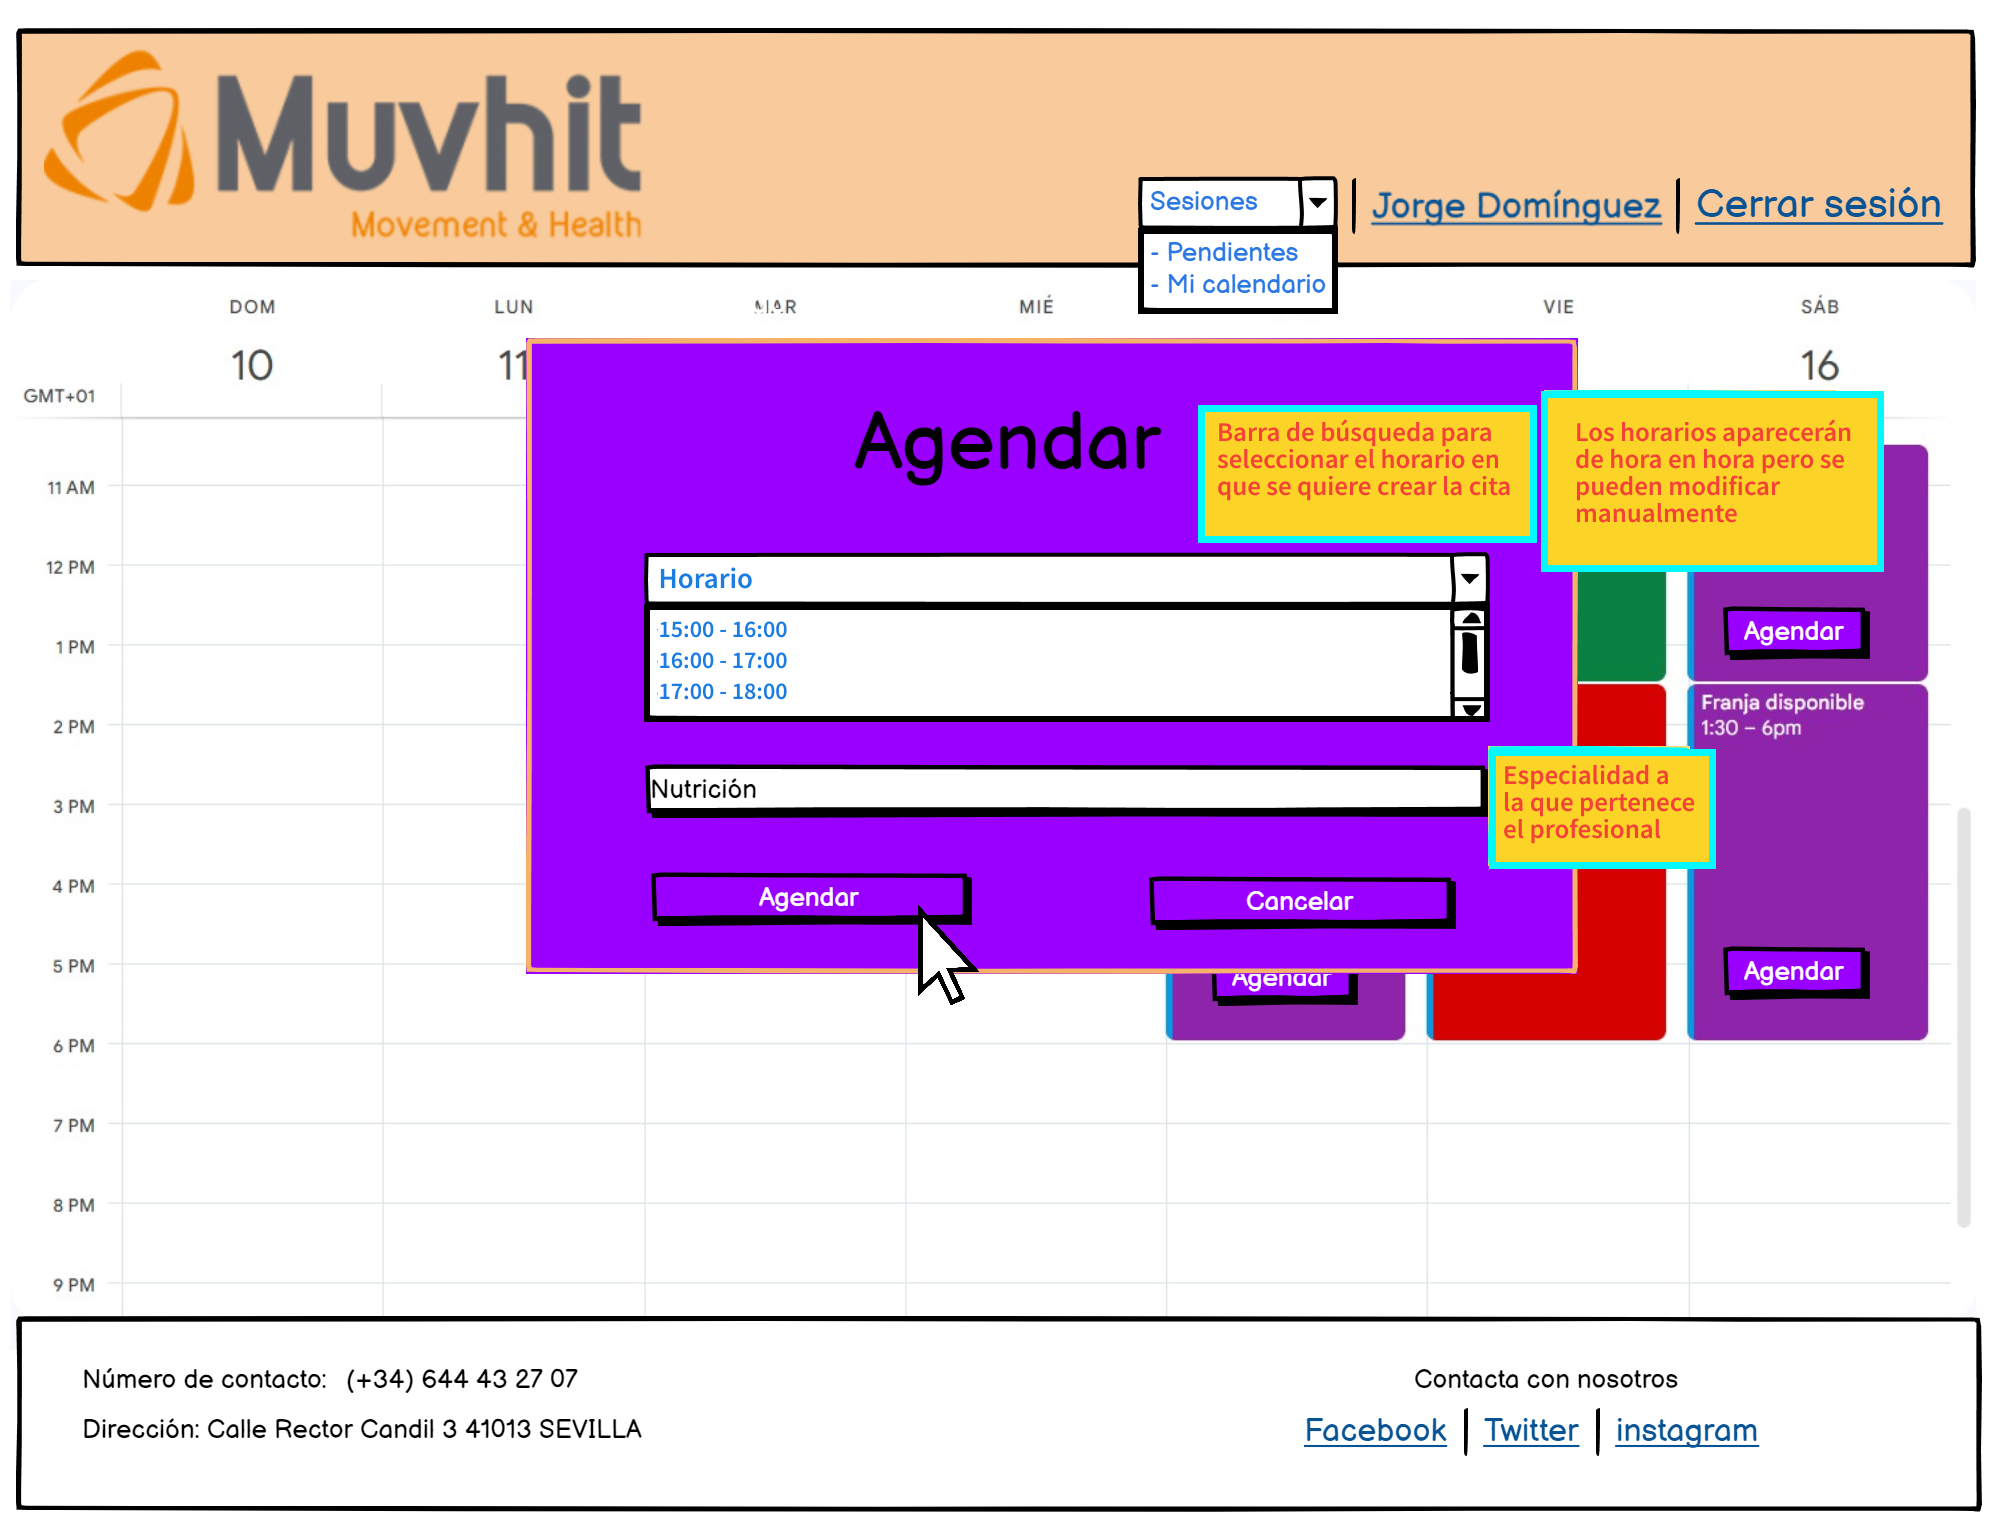 Muvhit
Movement & Health
Sesiones
Jorge Domínguez
Cerrar sesión
- Pendientes
- Mi calendario
DOM
LUN
MAR
MIÉ
VIE
SÁB
10
11
16
GMT+01
11 AM
12 PM
1 PM
2 PM
3 PM
4 PM
5 PM
6 PM
7 PM
8 PM
9 PM
Agendar
Barra de búsqueda para
seleccionar el horario en
que se quiere crear la cita
Los horarios aparecerán
de hora en hora pero se
pueden modificar
manualmente
Horario
15:00 - 16:00
16:00 - 17:00
17:00 - 18:00
Agendar
Franja disponible
1:30 – 6pm
Nutrición
Especialidad a
la que pertenece
el profesional
Agendar
Cancelar
Agendar
Agendar
Número de contacto: (+34) 644 43 27 07
Dirección: Calle Rector Candil 3 41013 SEVILLA
Contacta con nosotros
Facebook
Twitter
instagram